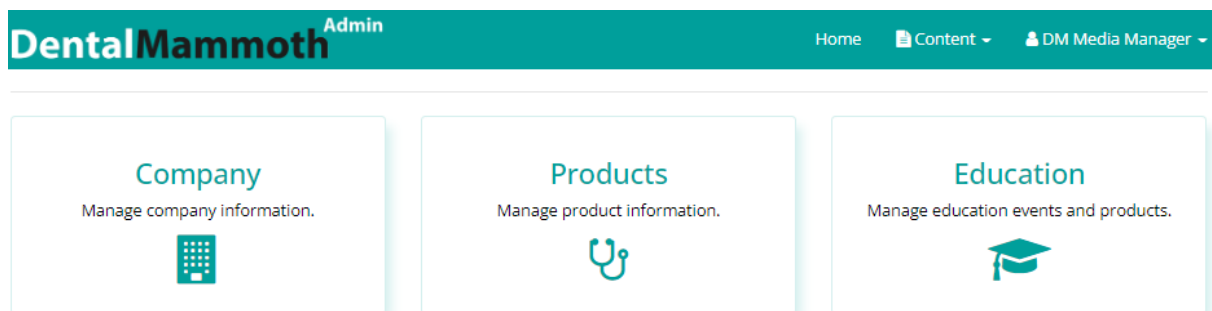 DentalMammoth Admin
Home Content DM Media Manager
Company
Manage company information.
Products
Manage product information.
Education
Manage education events and products.